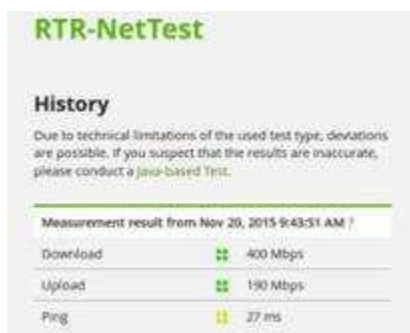 RTR-NetTest
History
Due to technical limitations of the used test type, deviations
are possible. If you suspect that the results are inaccurate,
please conduct a Java-based Test.
Measurement result from Nov 20, 2015 9:43:51 AM ?
Download 400 Mbps
Upload 190 Mbps
Ping 27 ms